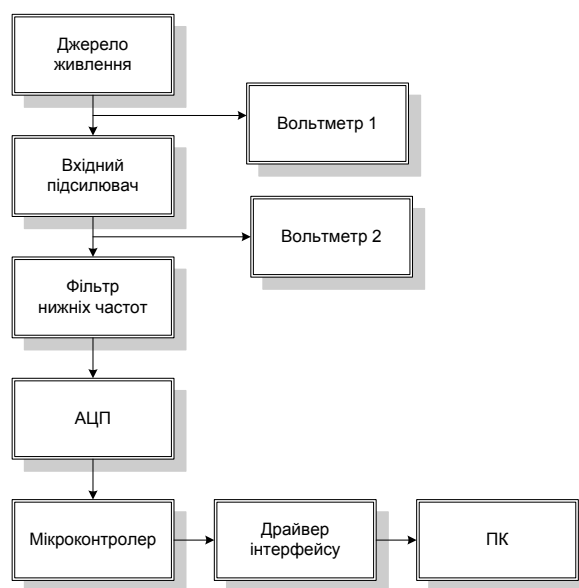 Джерело
живлення
Вольтметр 1
Вхідний
підсилювач
Вольтметр 2
Фільтр
нижніх частот
АЦП
Мікроконтролер
Драйвер
інтерфейсу
ПК